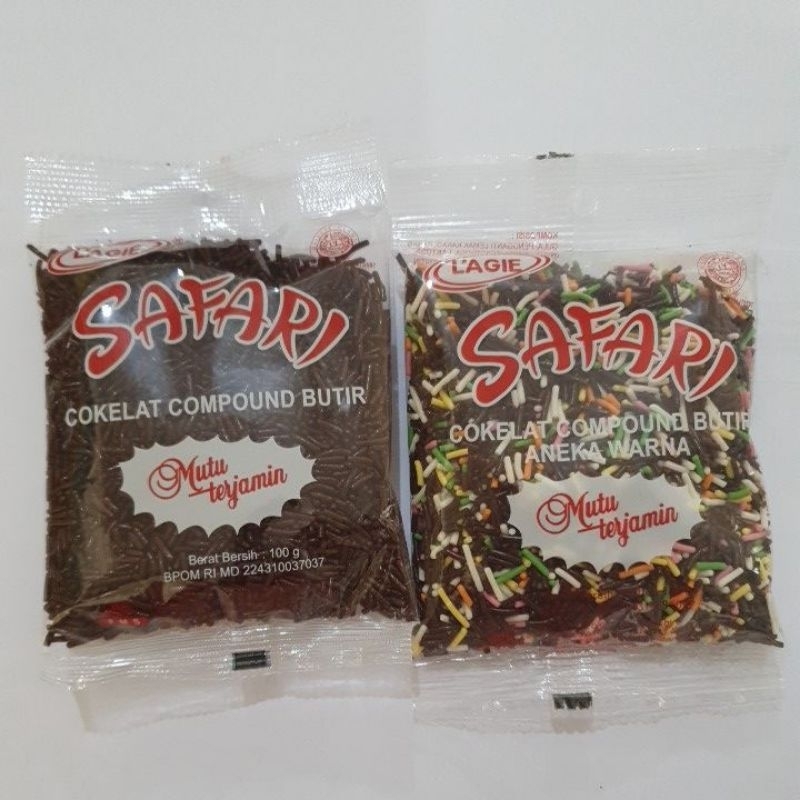 L'AGIE
SAFARI
COKELAT COMPOUND BUTIR
Mutu
terjamin
Berat Bersih : 100 g
BPOM RI MD 224310037037
KOMPOSISI :
L'AGIE
SAFARI
COKELAT COMPOUND BUTIR
ANEKA WARNA
Mutu
terjamin